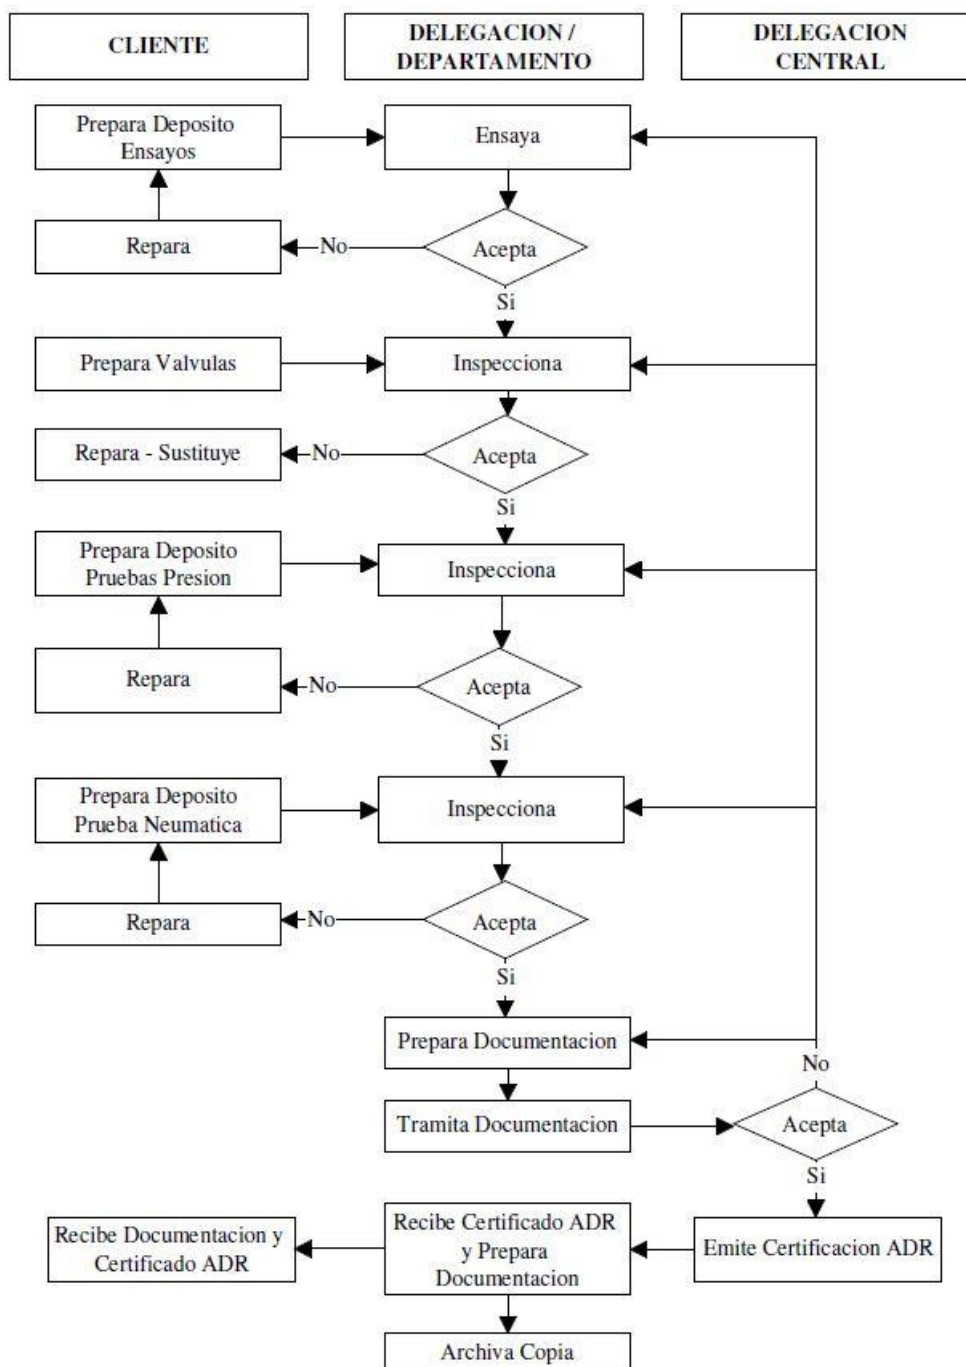 CLIENTE
DELEGACION /
DEPARTAMENTO
DELEGACION
CENTRAL
Prepara Deposito
Ensayos
Ensaya
Repara
No
Acepta
Si
Prepara Valvulas
Inspecciona
Repara - Sustituye
No
Acepta
Si
Prepara Deposito
Pruebas Presion
Inspecciona
Repara
No
Acepta
Si
Prepara Deposito
Prueba Neumatica
Inspecciona
Repara
No
Acepta
Si
Prepara Documentacion
No
Tramita Documentacion
Acepta
Si
Recibe Documentacion y
Certificado ADR
Recibe Certificado ADR
y Prepara
Documentacion
Emite Certificacion ADR
Archiva Copia